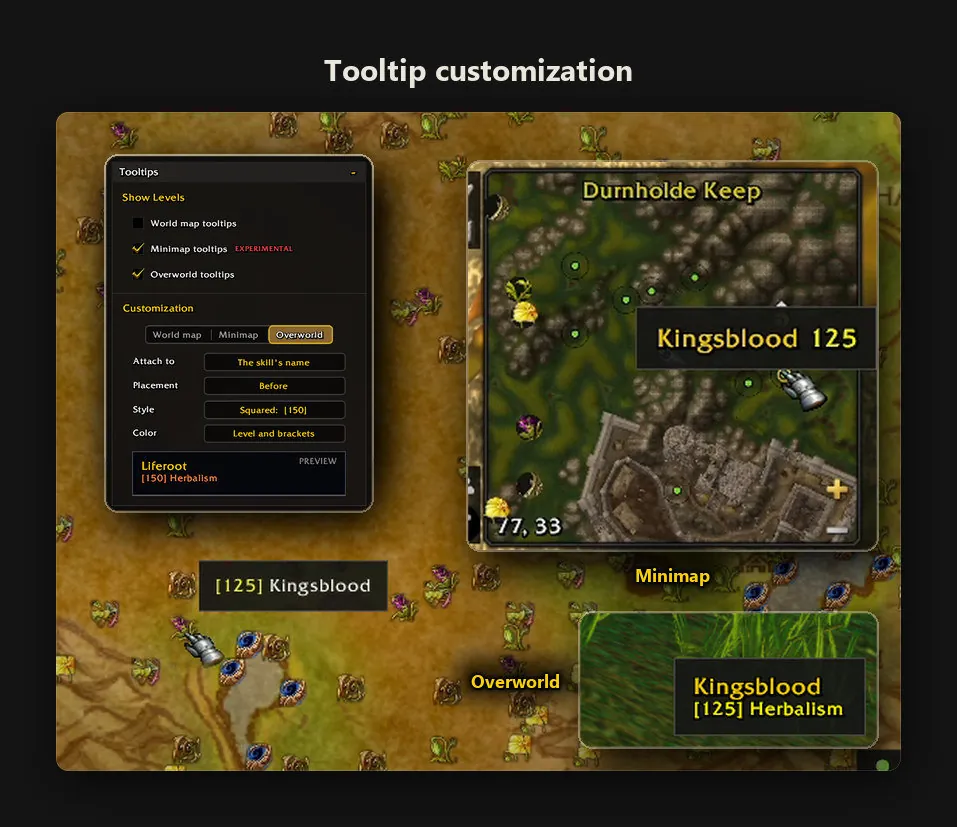 Tooltip customization
Tooltips
Show Levels
World map tooltips
Minimap tooltips EXPERIMENTAL
Overworld tooltips
Customization
World map Minimap Overworld
Attach to The skill's name
Placement Before
Style Squared: [150]
Color Level and brackets
Liferoot PREVIEW
[150] Herbalism
Durnholde Keep
Kingsblood 125
77, 33
Minimap
[125] Kingsblood
Overworld
Kingsblood
[125] Herbalism